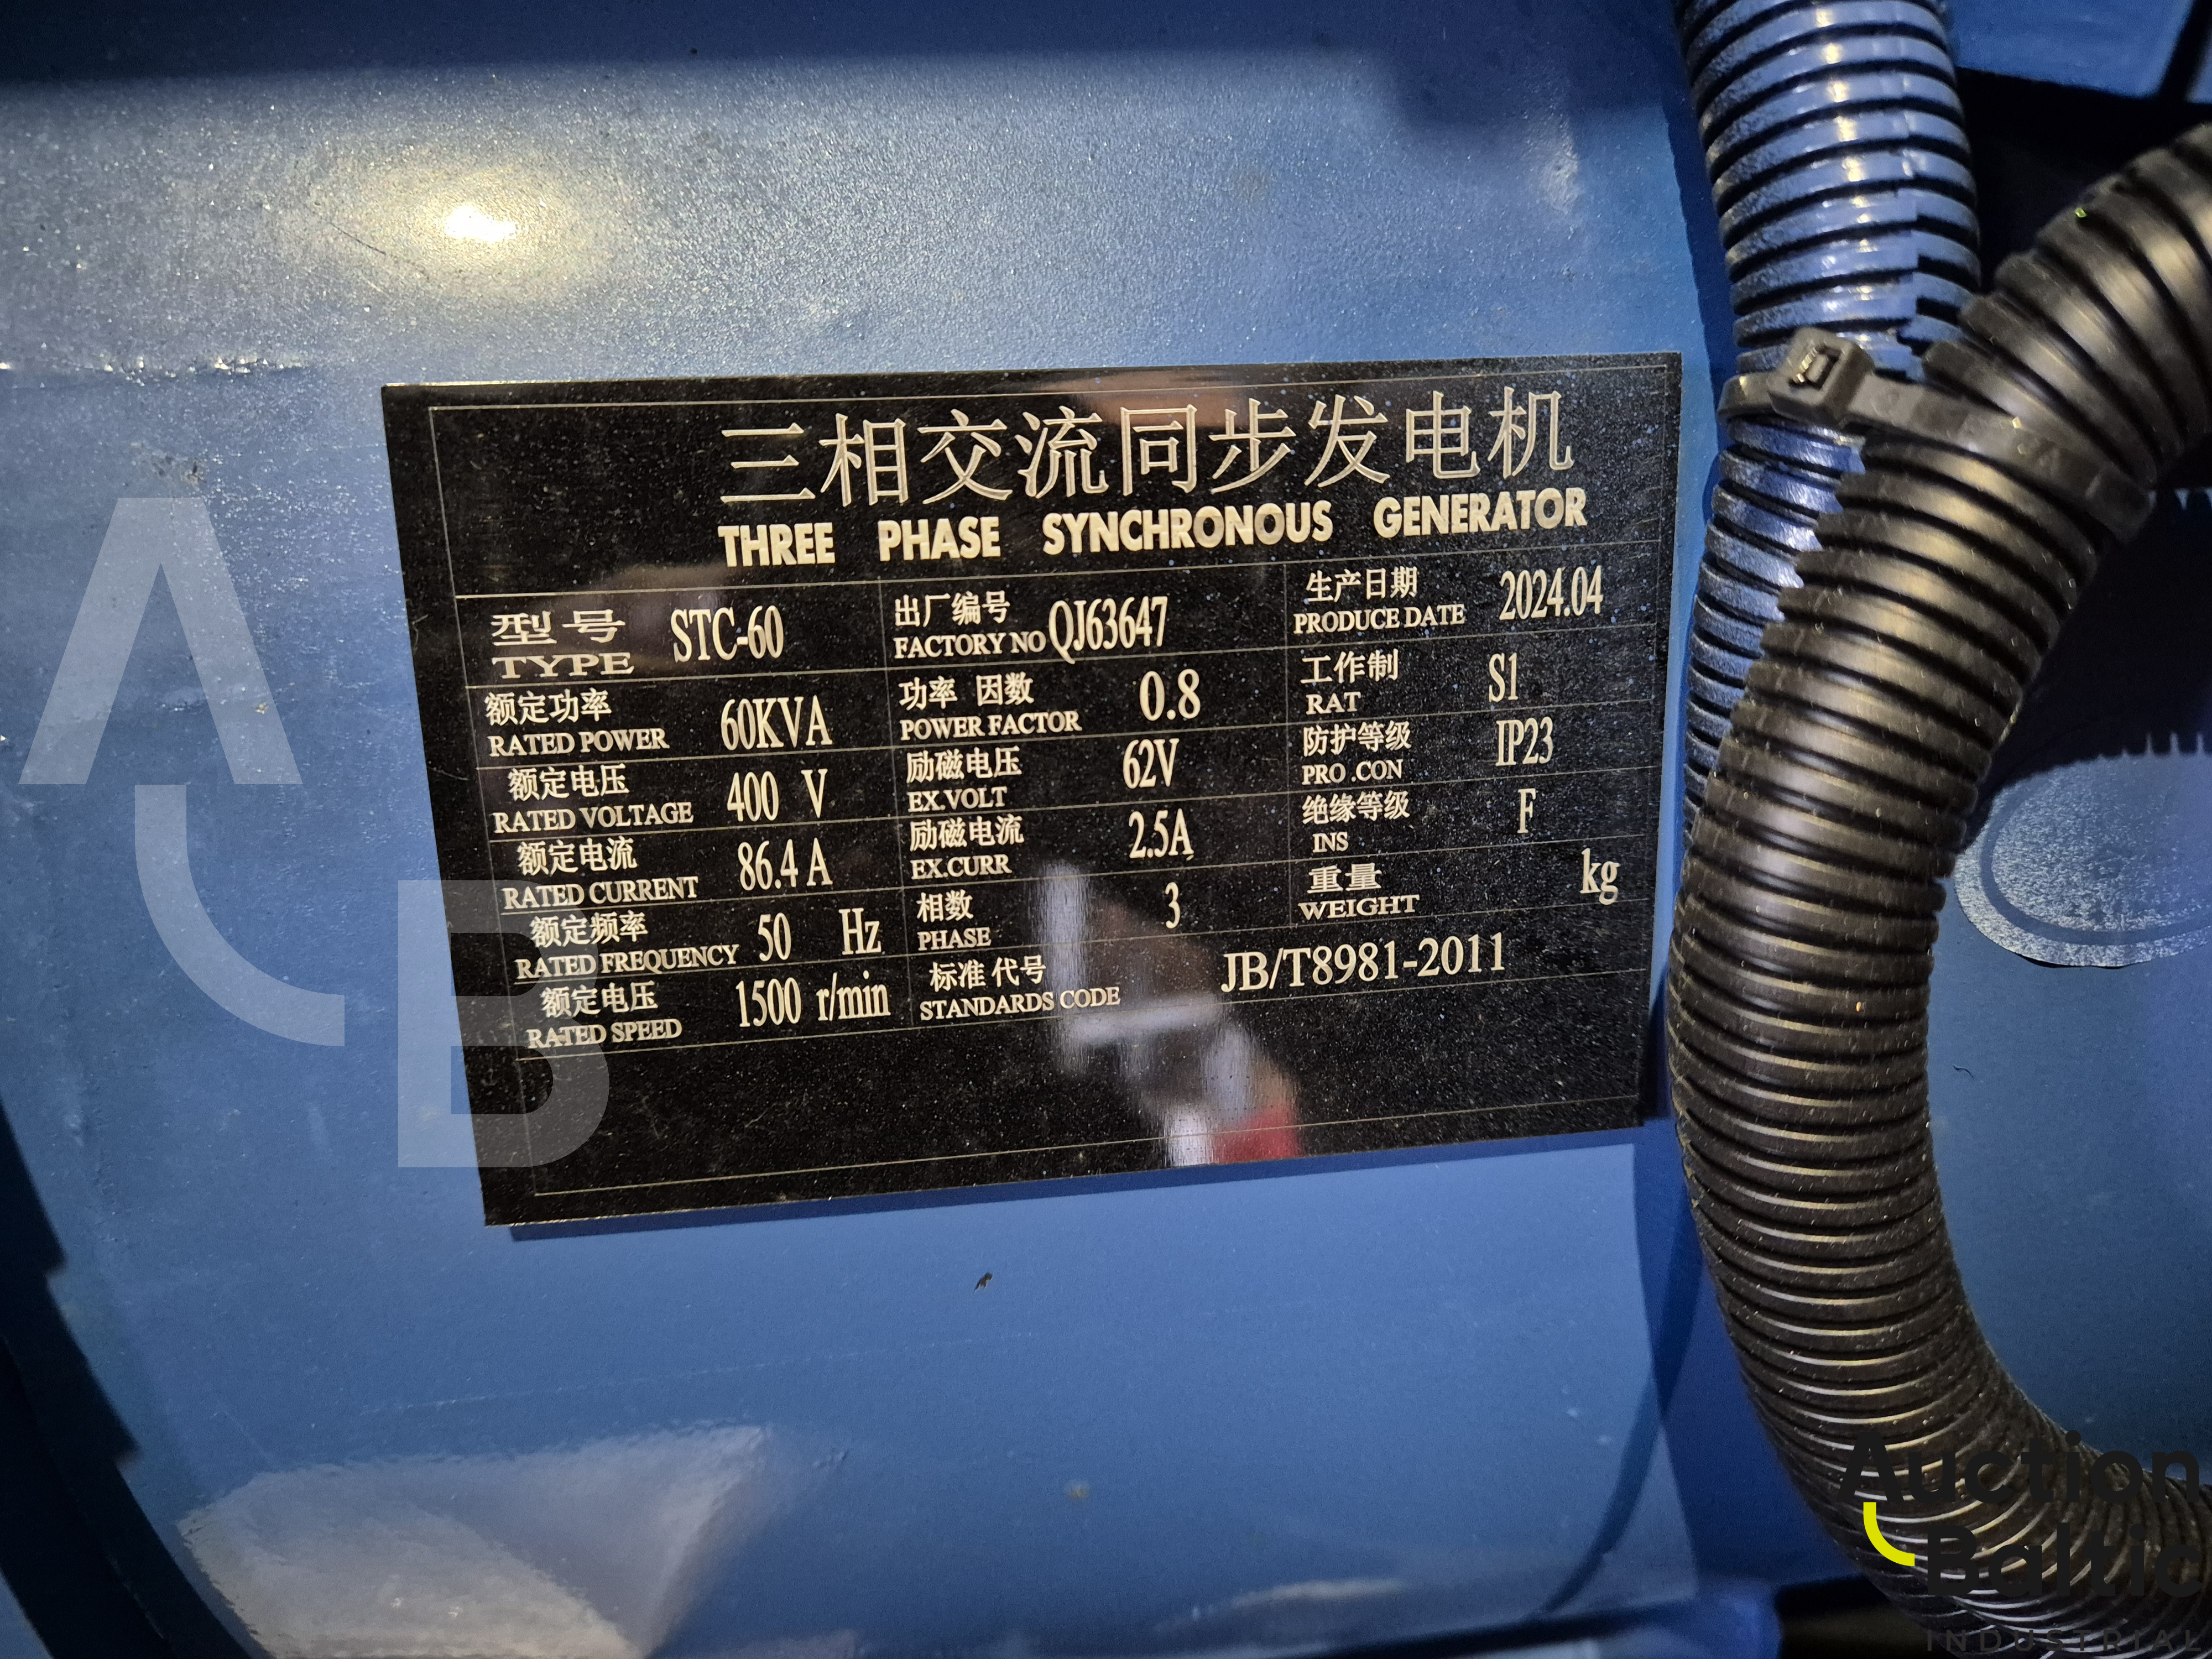 三相交流同步发电机
THREE PHASE SYNCHRONOUS GENERATOR
型号 TYPE STC-60
出厂编号 FACTORY NO QJ63647
生产日期 PRODUCE DATE 2024.04
额定功率 RATED POWER 60KVA
功率 因数 POWER FACTOR 0.8
工作制 RAT S1
额定电压 RATED VOLTAGE 400 V
励磁电压 EX.VOLT 62V
防护等级 PRO .CON IP23
额定电流 RATED CURRENT 86.4 A
励磁电流 EX.CURR 2.5A
绝缘等级 INS F
额定频率 RATED FREQUENCY 50 Hz
相数 PHASE 3
重量 WEIGHT kg
额定电压 RATED SPEED 1500 r/min
标准 代号 STANDARDS CODE JB/T8981-2011
AB
Auction
Baltic
INDUSTRIAL